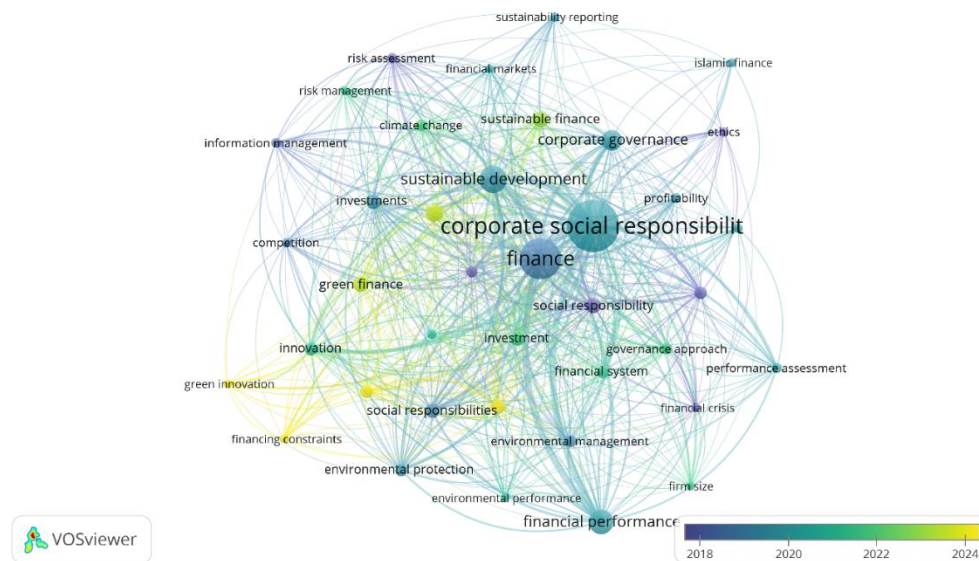 sustainability reporting
risk assessment
financial markets
islamic finance
risk management
climate change
sustainable finance
information management
corporate governance
ethics
sustainable development
investments
profitability
corporate social responsibilit
competition
finance
green finance
social responsibility
innovation
investment
governance approach
financial system
performance assessment
green innovation
social responsibilities
financial crisis
financing constraints
environmental management
environmental protection
firm size
environmental performance
financial performance
VOSviewer
2018 2020 2022 2024